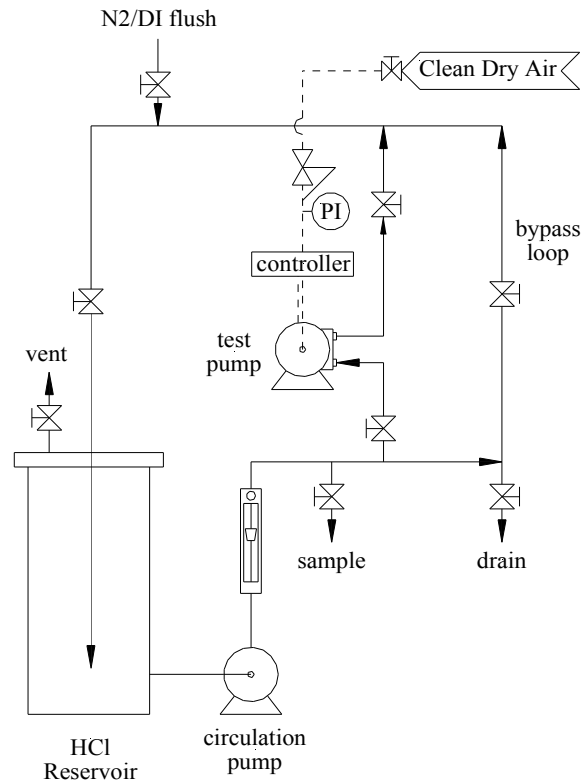 N2/DI flush
Clean Dry Air
PI
bypass
loop
controller
test
pump
vent
sample
drain
HCl
Reservoir
circulation
pump